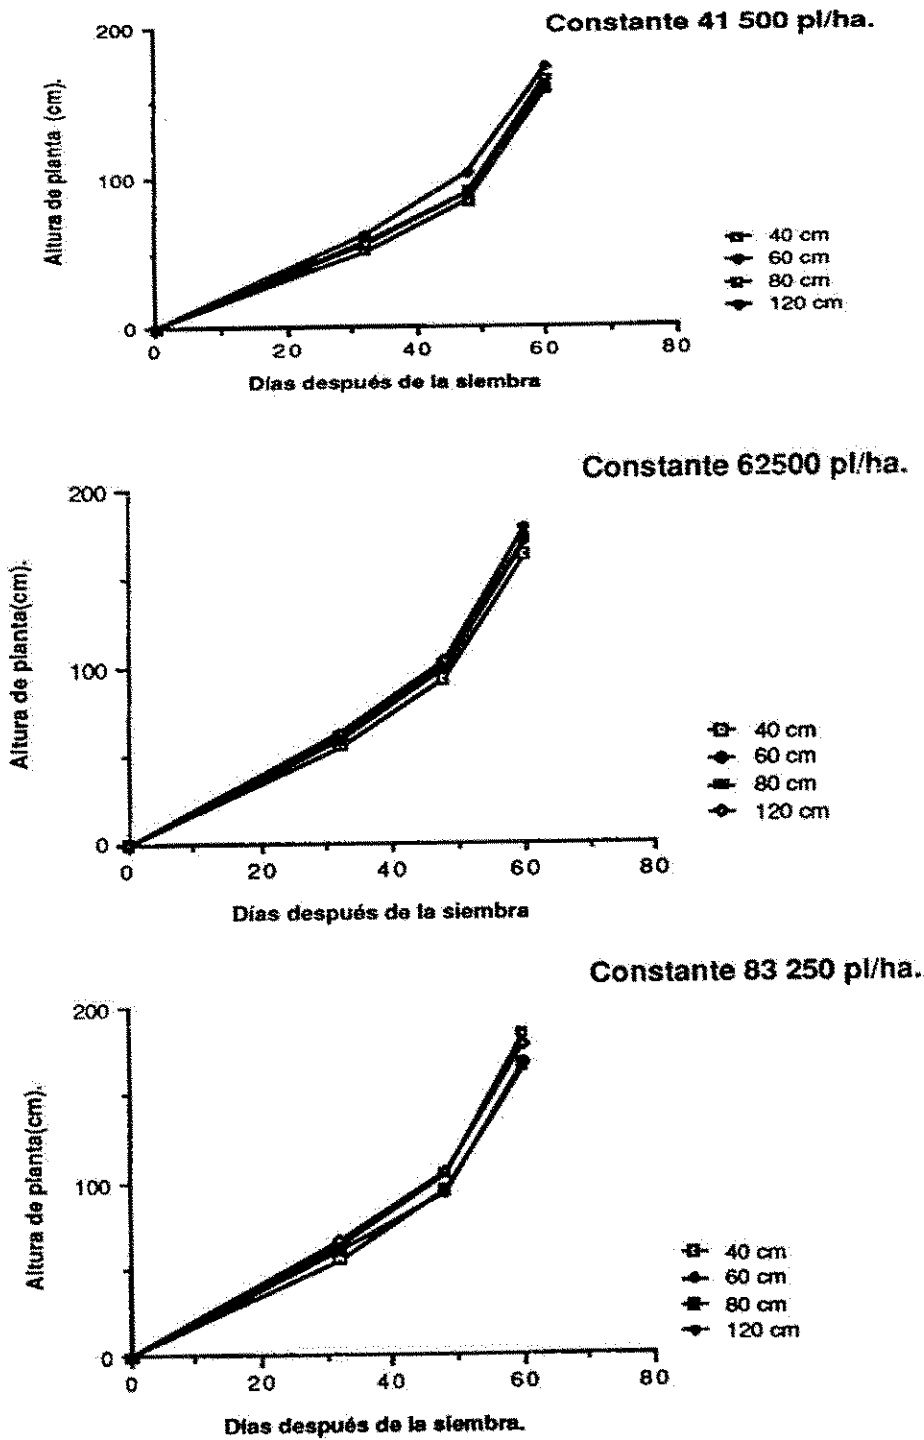 Constante 41 500 pl/ha.
200
100
0
Altura de planta (cm).
40 cm
60 cm
80 cm
120 cm
0 20 40 60 80
Días después de la siembra
Constante 62500 pl/ha.
200
100
0
Altura de planta(cm).
40 cm
60 cm
80 cm
120 cm
0 20 40 60 80
Días después de la siembra
Constante 83 250 pl/ha.
200
100
0
Altura de planta(cm).
40 cm
60 cm
80 cm
120 cm
0 20 40 60 80
Días después de la siembra.